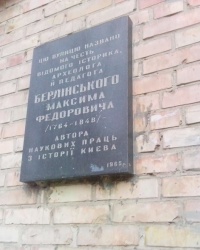 ЦЮ ВУЛИЦЮ НАЗВАНО
НА ЧЕСТЬ
ВІДОМОГО ІСТОРИКА,
АРХЕОЛОГА
И ПЕДАГОГА
БЕРЛИНСЬКОГО
МАКСИМА
ФЕДОРОВИЧА
/1764-1848/
АВТОРА
НАУКОВИХ ПРАЦЬ
З ІСТОРІЇ КИЄВА